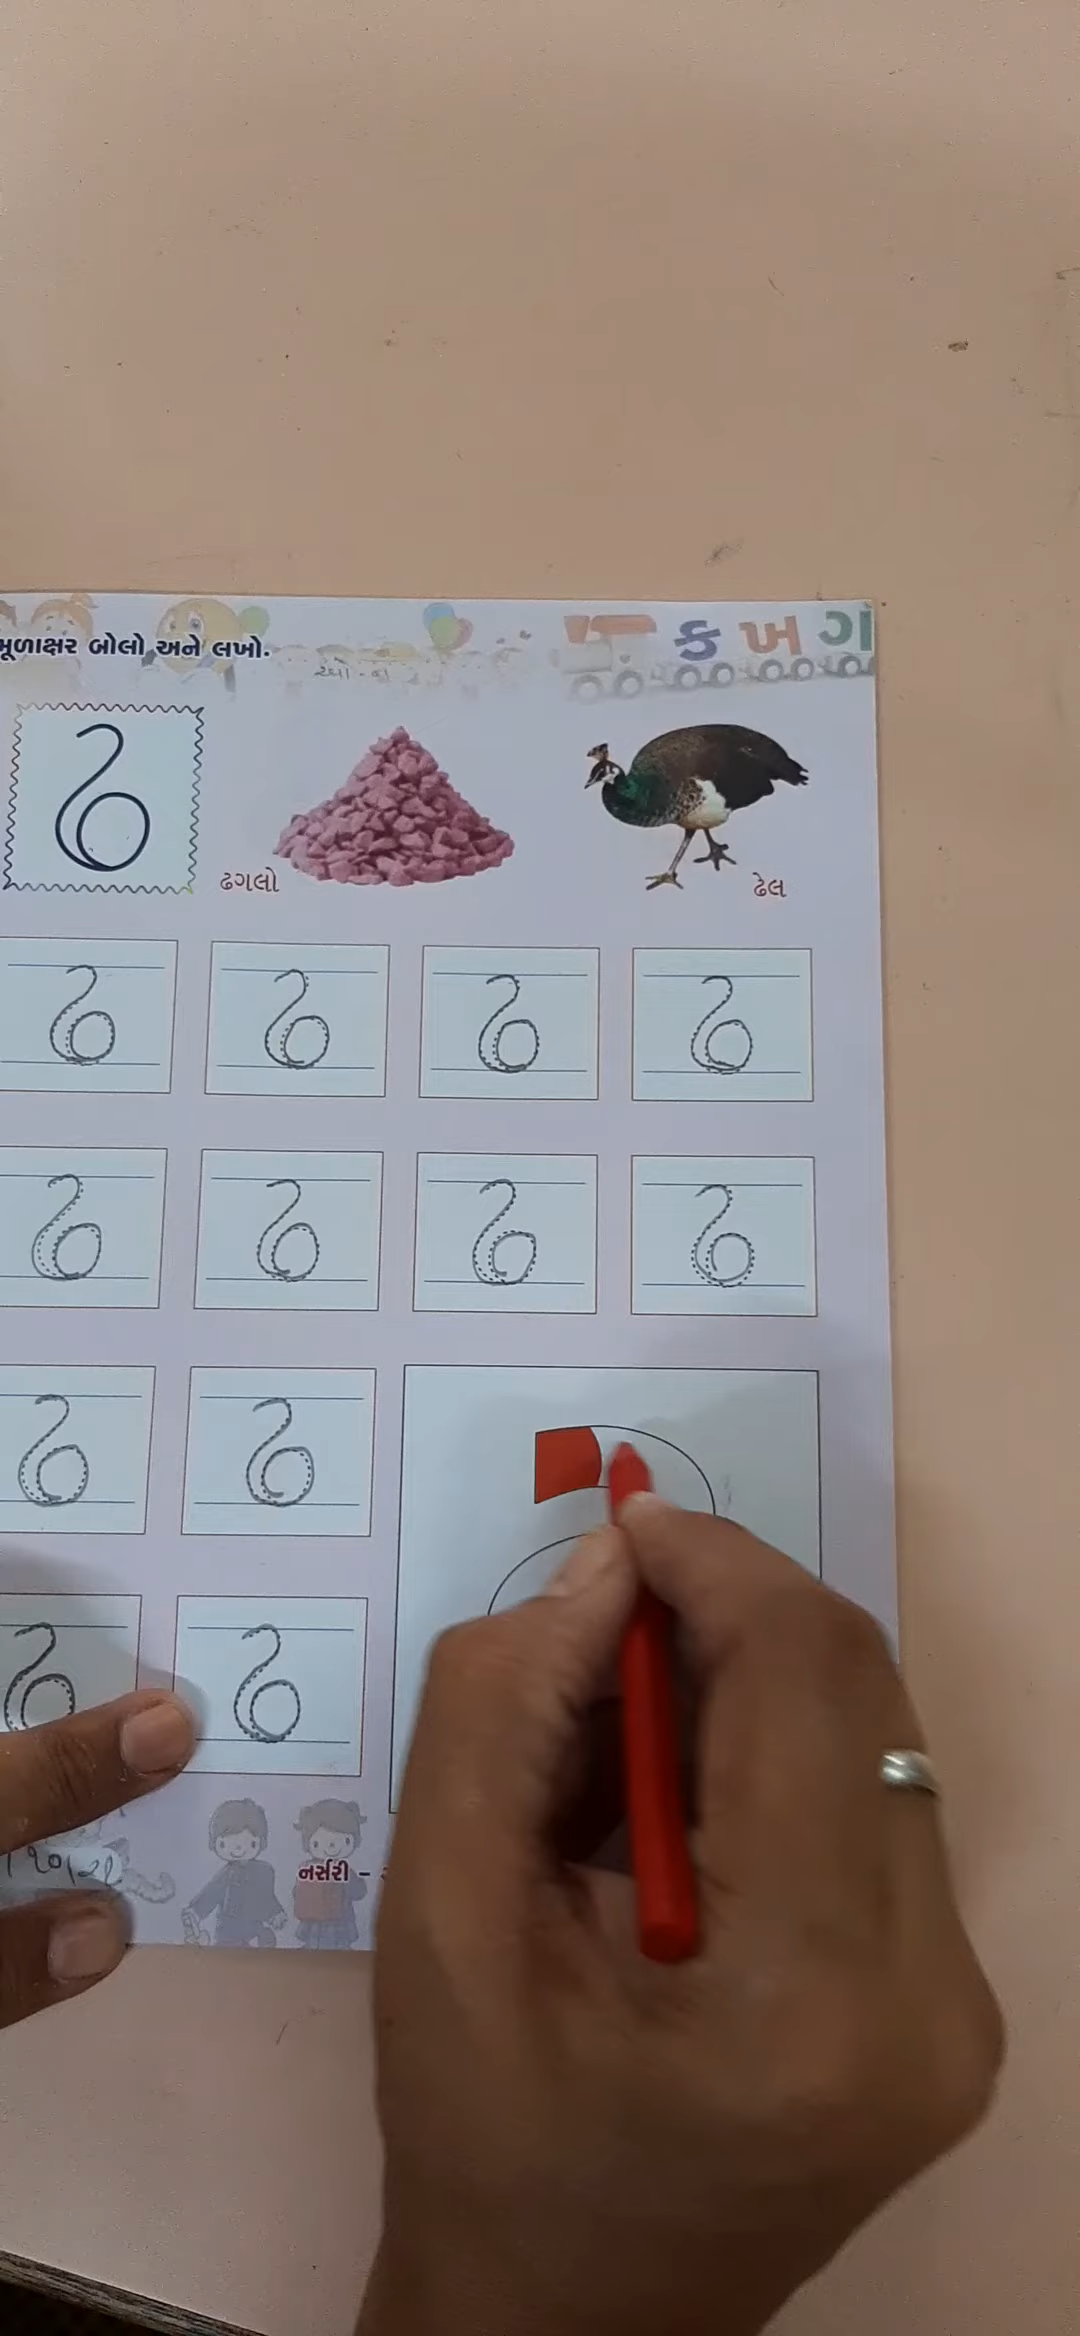 મૂળાક્ષર બોલો અને લખો.
ક ખ ગ
ઢ
ઢગલો
ઢેલ
ઢ ઢ ઢ ઢ
ઢ ઢ ઢ ઢ
ઢ ઢ
ઢ ઢ
નર્સરી -